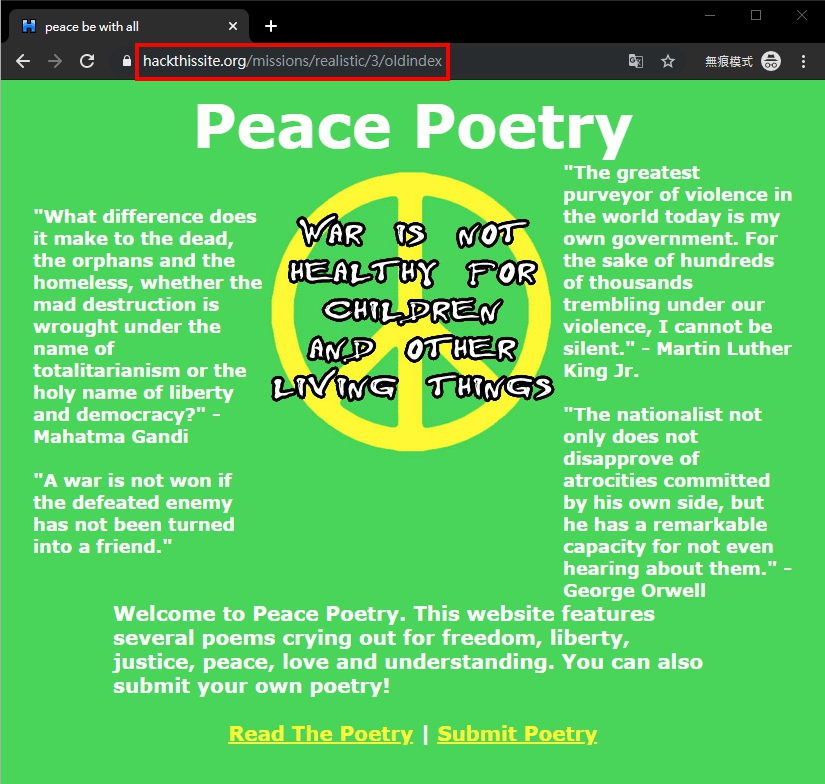 peace be with all
hackthissite.org/missions/realistic/3/oldindex
無痕模式
Peace Poetry
"What difference does
it make to the dead,
the orphans and the
homeless, whether the
mad destruction is
wrought under the
name of
totalitarianism or the
holy name of liberty
and democracy?" -
Mahatma Gandi
"A war is not won if
the defeated enemy
has not been turned
into a friend."
WAR IS NOT
HEALTHY FOR
CHILDREN
AND OTHER
LIVING THINGS
"The greatest
purveyor of violence in
the world today is my
own government. For
the sake of hundreds
of thousands
trembling under our
violence, I cannot be
silent." - Martin Luther
King Jr.
"The nationalist not
only does not
disapprove of
atrocities committed
by his own side, but
he has a remarkable
capacity for not even
hearing about them." -
George Orwell
Welcome to Peace Poetry. This website features
several poems crying out for freedom, liberty,
justice, peace, love and understanding. You can also
submit your own poetry!
Read The Poetry | Submit Poetry